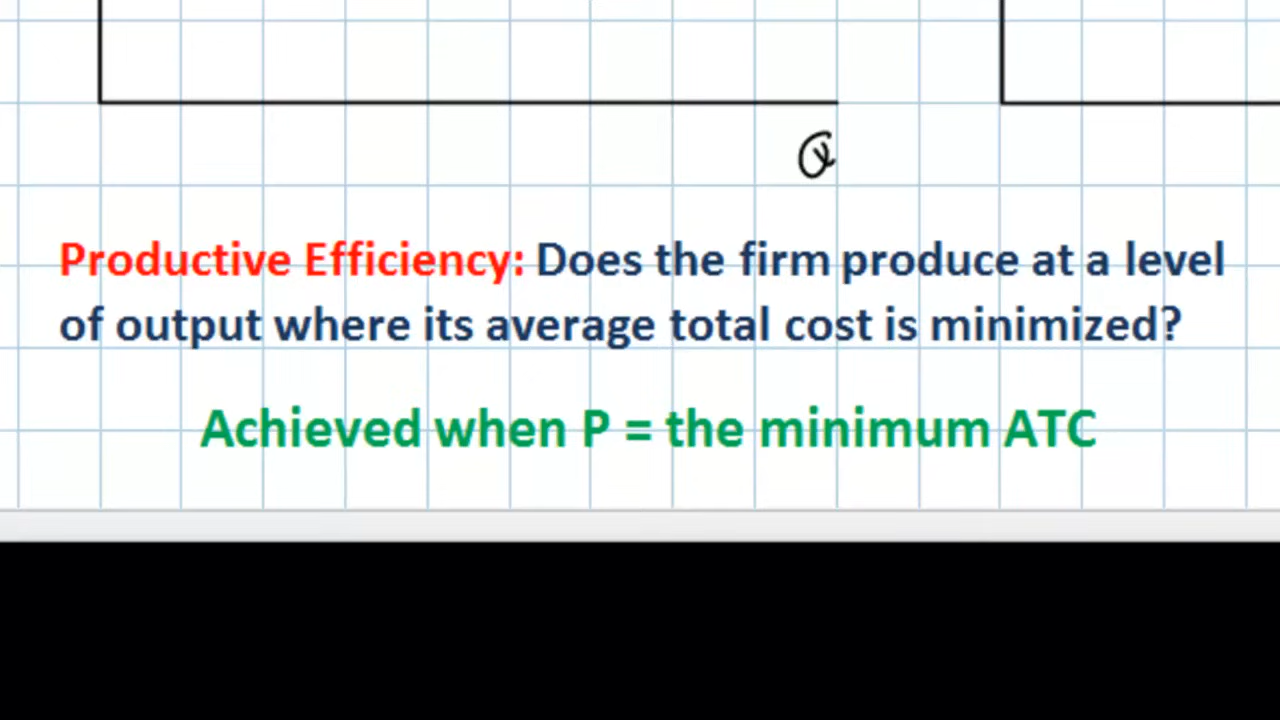 Q
Productive Efficiency: Does the firm produce at a level
of output where its average total cost is minimized?
Achieved when P = the minimum ATC